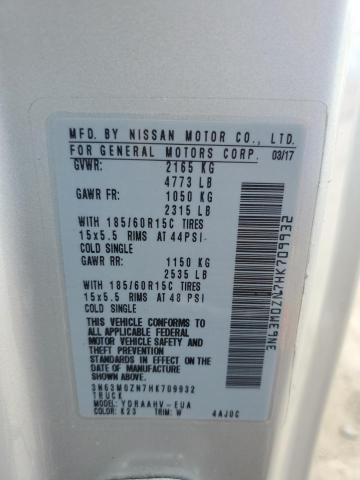 MFD. BY NISSAN MOTOR CO., LTD.
FOR GENERAL MOTORS CORP. 03/17
GVWR: 2165 KG
4773 LB
GAWR FR: 1050 KG
2315 LB
WITH 185/60R15C TIRES
15x5.5 RIMS AT 44PSI-
COLD SINGLE
GAWR RR: 1150 KG
2535 LB
WITH 185/60R15C TIRES
15x5.5 RIMS AT 48 PSI
COLD SINGLE
THIS VEHICLE CONFORMS TO
ALL APPLICABLE FEDERAL
MOTOR VEHICLE SAFETY AND
THEFT PREVENTION
STANDARDS IN EFFECT ON THE
DATE OF MANUFACTURE
SHOWN ABOVE.
3N63M0ZN7HK709932
TRUCK
MODEL: YDRAAHV-EUA
COLOR: K23 TRIM: W 4AJ0C
3N63M0ZN7HK709932